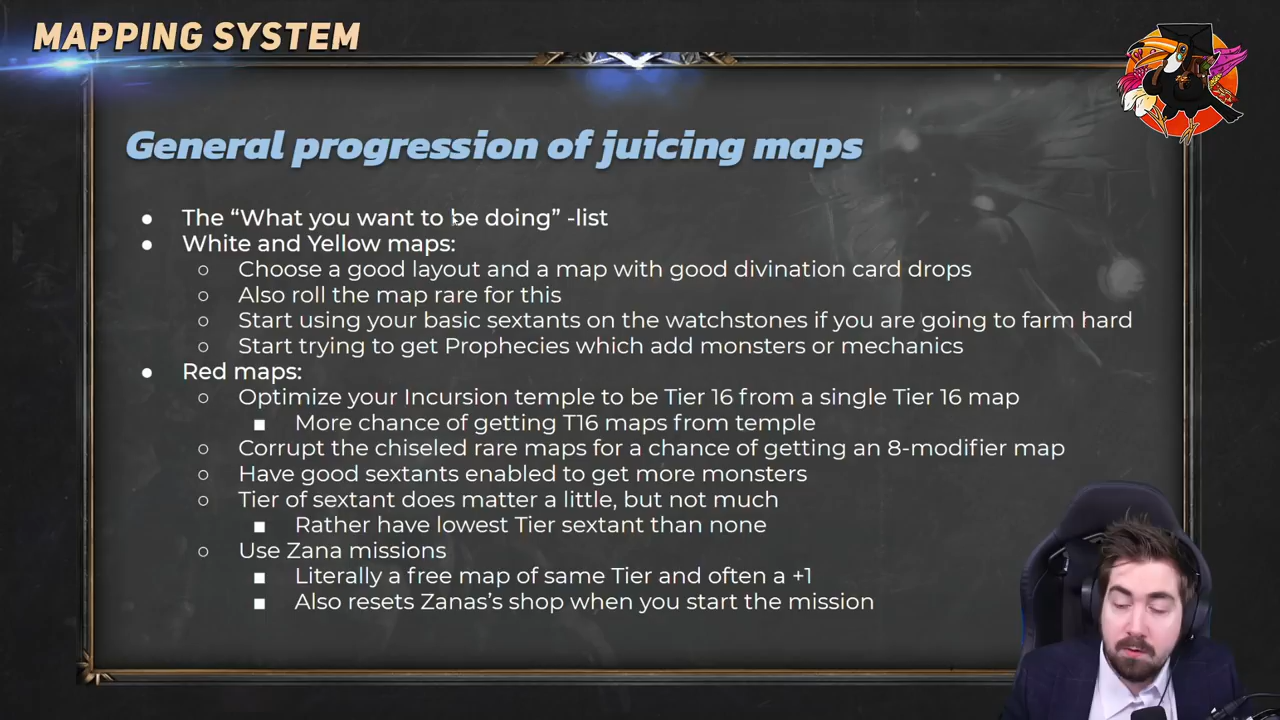 MAPPING SYSTEM
General progression of juicing maps
● The “What you want to be doing” -list
● White and Yellow maps:
○ Choose a good layout and a map with good divination card drops
○ Also roll the map rare for this
○ Start using your basic sextants on the watchstones if you are going to farm hard
○ Start trying to get Prophecies which add monsters or mechanics
● Red maps:
○ Optimize your Incursion temple to be Tier 16 from a single Tier 16 map
■ More chance of getting T16 maps from temple
○ Corrupt the chiseled rare maps for a chance of getting an 8-modifier map
○ Have good sextants enabled to get more monsters
○ Tier of sextant does matter a little, but not much
■ Rather have lowest Tier sextant than none
○ Use Zana missions
■ Literally a free map of same Tier and often a +1
■ Also resets Zanas’s shop when you start the mission